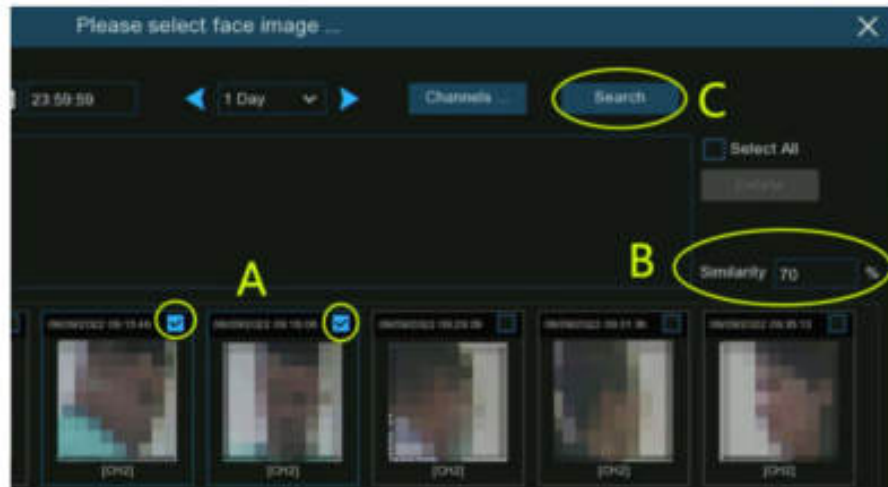 Please select face image ...
23:59:59
1 Day
Channels ...
Search
C
Select All
B
Similarity 70 %
A
[CH2]
[CH2]
[CH2]
[CH2]
[CH2]